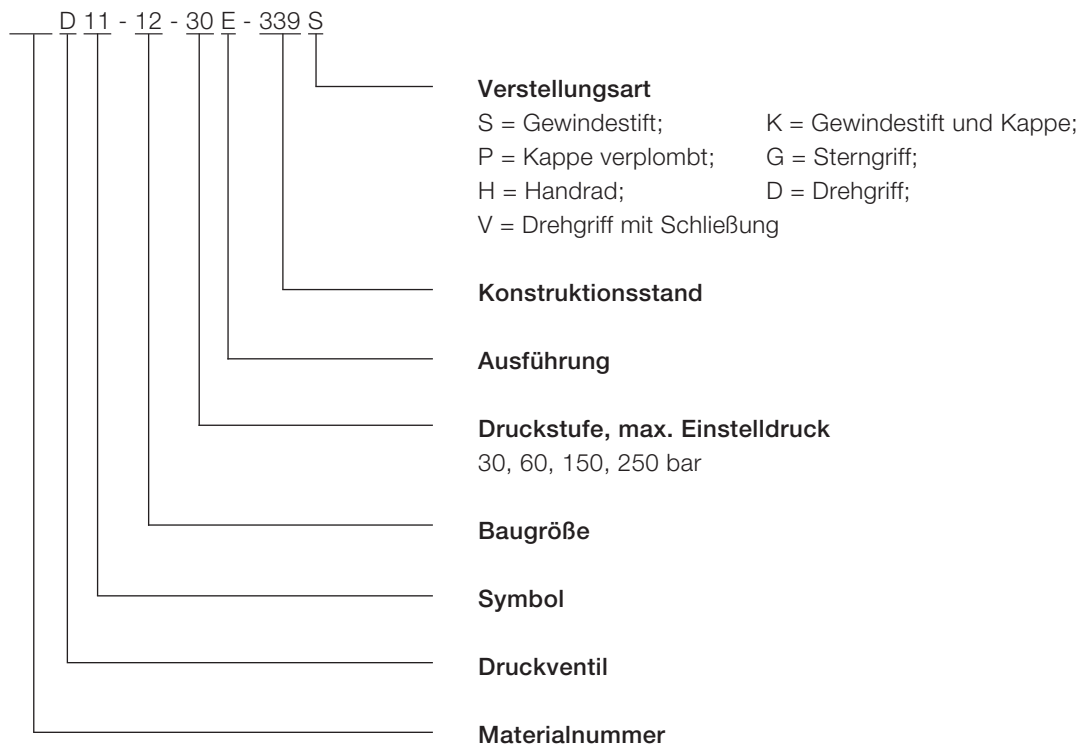 D 11 - 12 - 30 E - 339 S
Verstellungsart
S = Gewindestift; K = Gewindestift und Kappe;
P = Kappe verplombt; G = Sterngriff;
H = Handrad; D = Drehgriff;
V = Drehgriff mit Schließung
Konstruktionsstand
Ausführung
Druckstufe, max. Einstelldruck
30, 60, 150, 250 bar
Baugröße
Symbol
Druckventil
Materialnummer